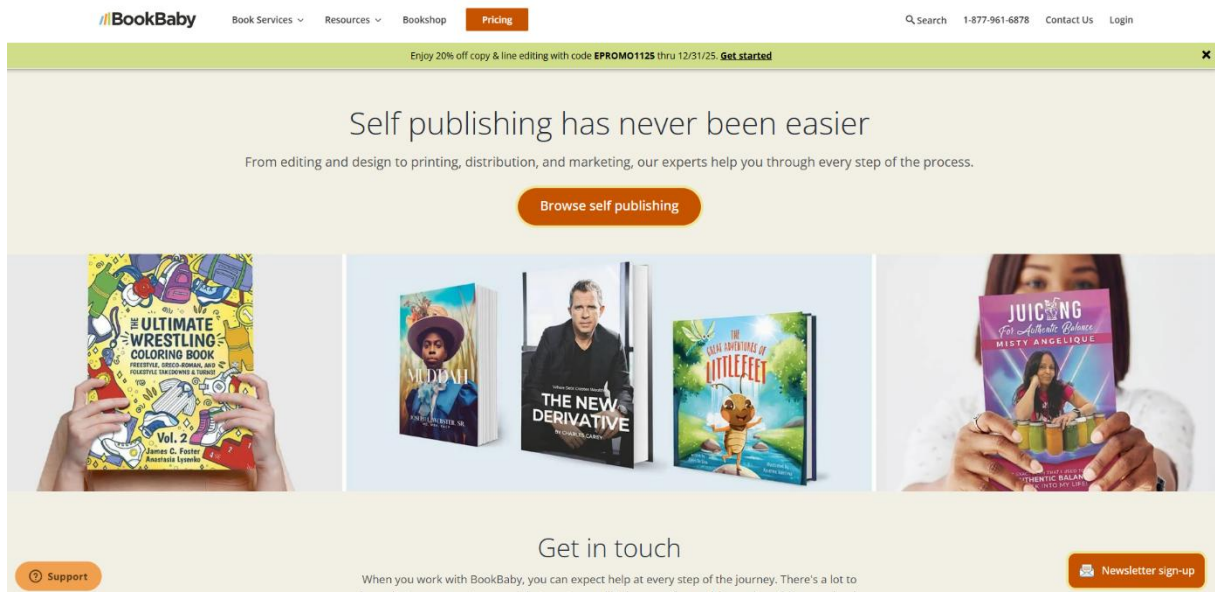 BookBaby
Book Services
Resources
Bookshop
Pricing
Search
1-877-961-6878
Contact Us
Login
Enjoy 20% off copy & line editing with code EPROMO1125 thru 12/31/25. Get started
Self publishing has never been easier
From editing and design to printing, distribution, and marketing, our experts help you through every step of the process.
Browse self publishing
THE ULTIMATE
WRESTLING
COLORING BOOK
FREESTYLE, GRECO-ROMAN, AND
FOLKSTYLE TAKEDOWNS & TURNS!
Vol. 2
James C. Foster
Anastasia Lysenko
MUDDAH
THE NEW
DERIVATIVE
THE
GREAT ADVENTURES OF
LITTLEFEET
JUICING
For Authentic Balance
MISTY ANGELIQUE
Get in touch
When you work with BookBaby, you can expect help at every step of the journey. There's a lot to
Support
Newsletter sign-up